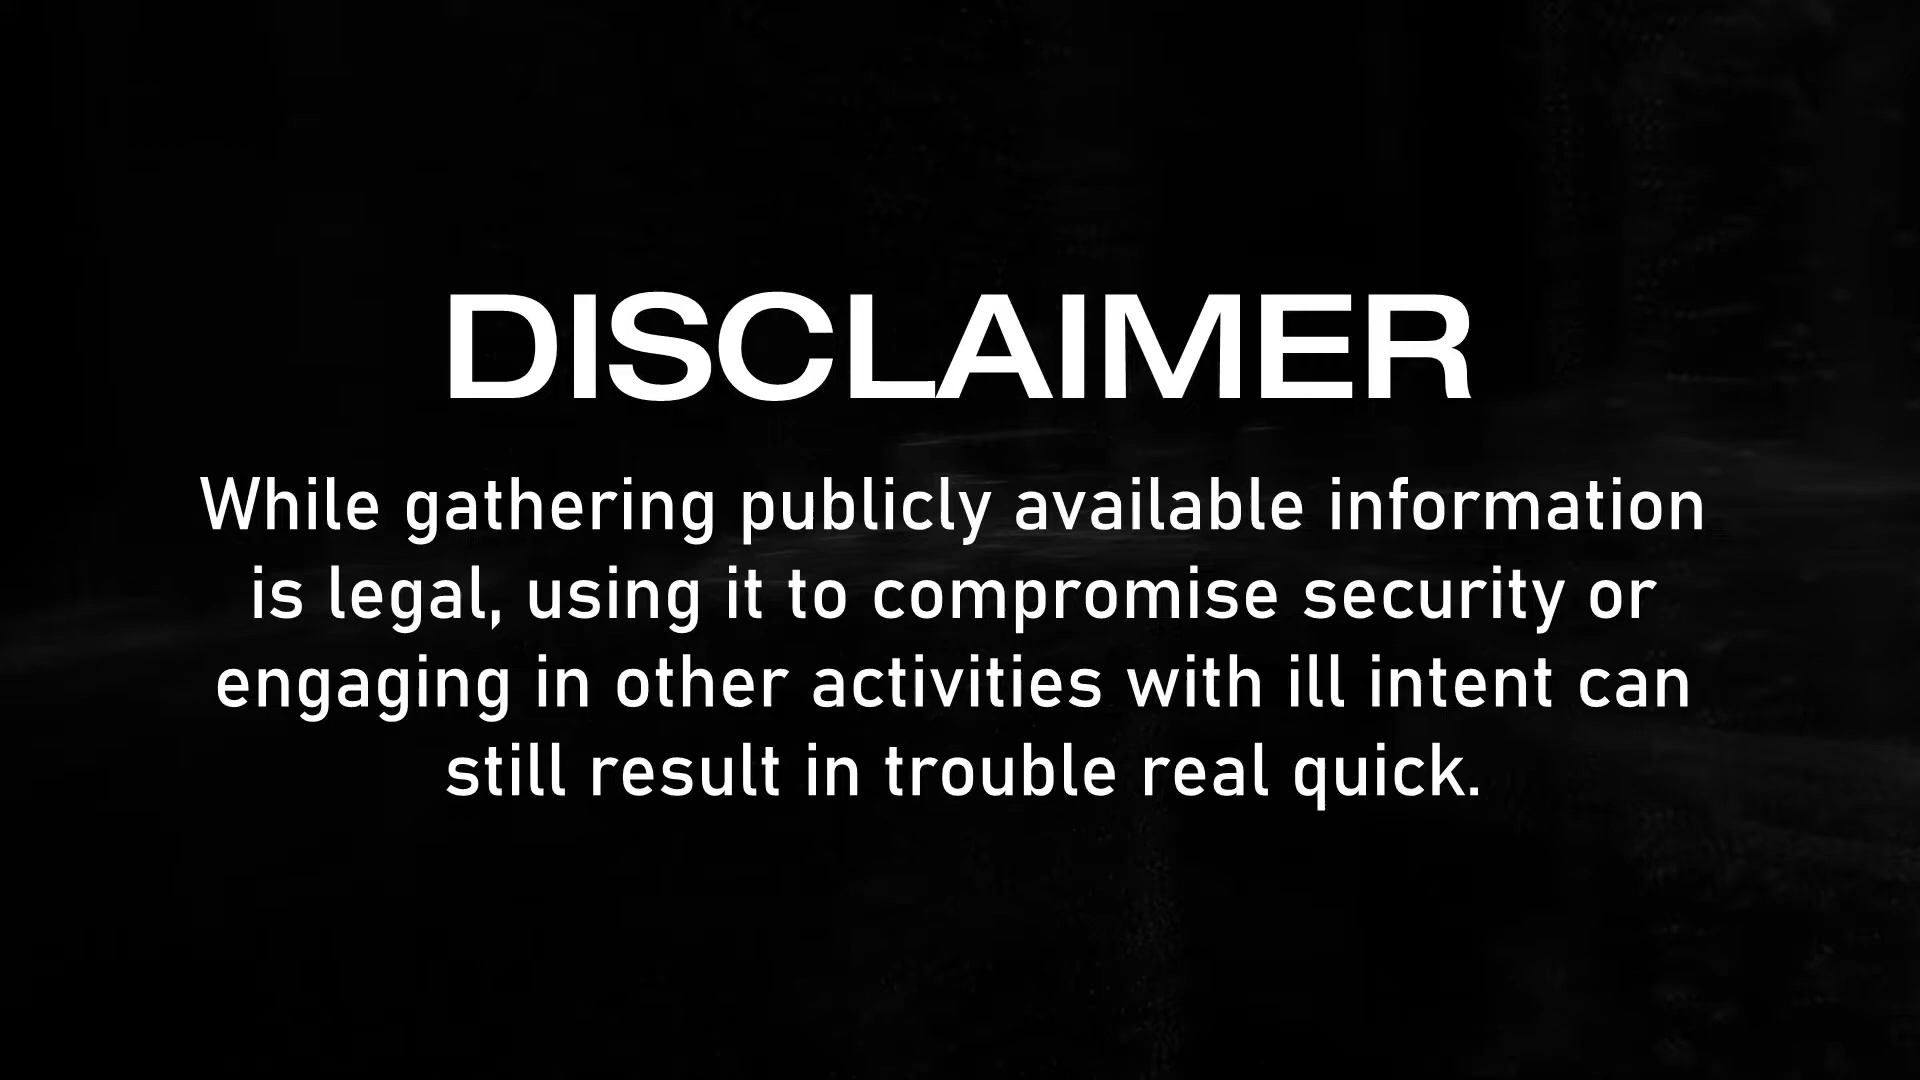 DISCLAIMER
While gathering publicly available information
is legal, using it to compromise security or
engaging in other activities with ill intent can
still result in trouble real quick.